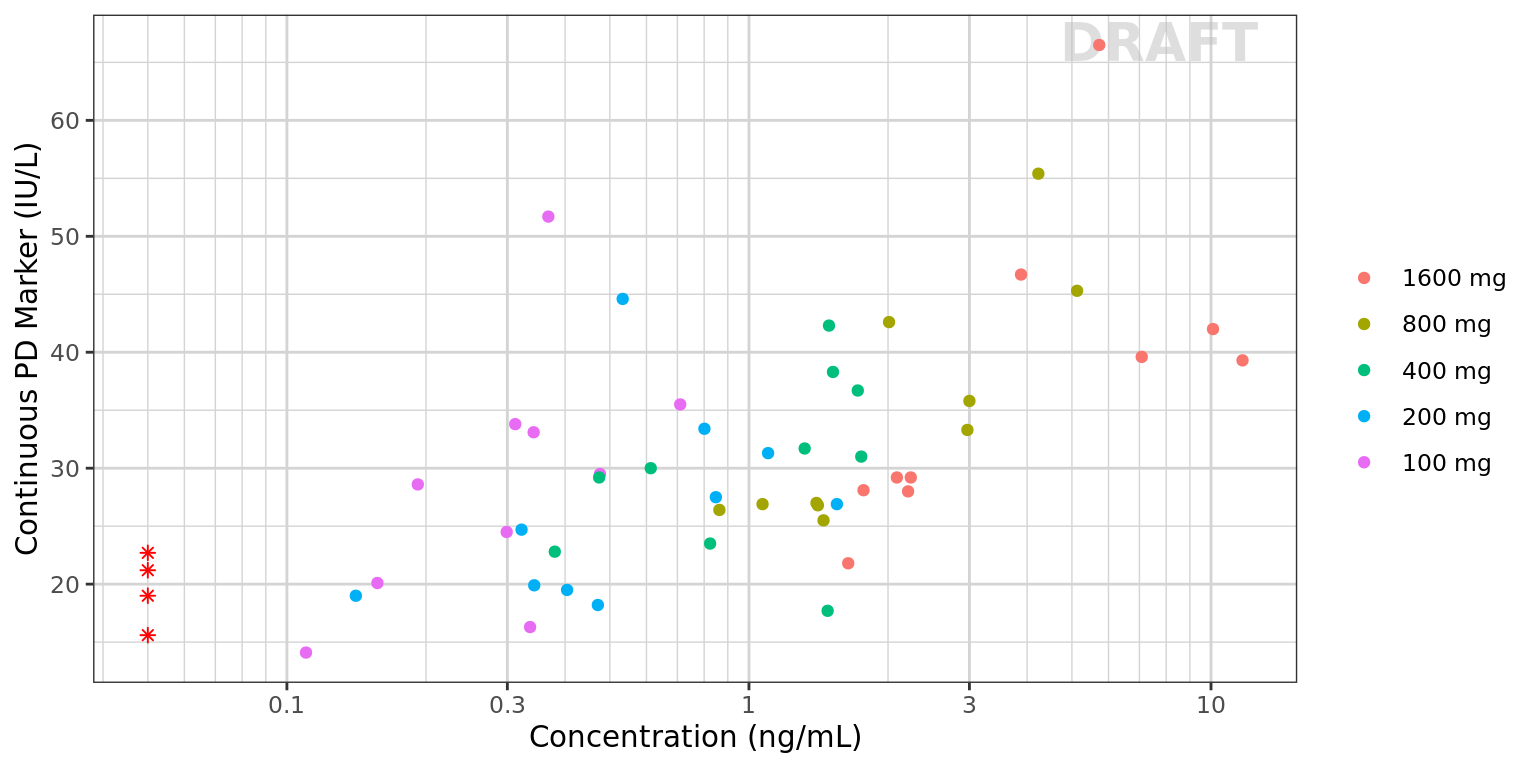 DRAFT
Continuous PD Marker (IU/L)
60
50
40
30
20
0.1
0.3
1
3
10
Concentration (ng/mL)
1600 mg
800 mg
400 mg
200 mg
100 mg